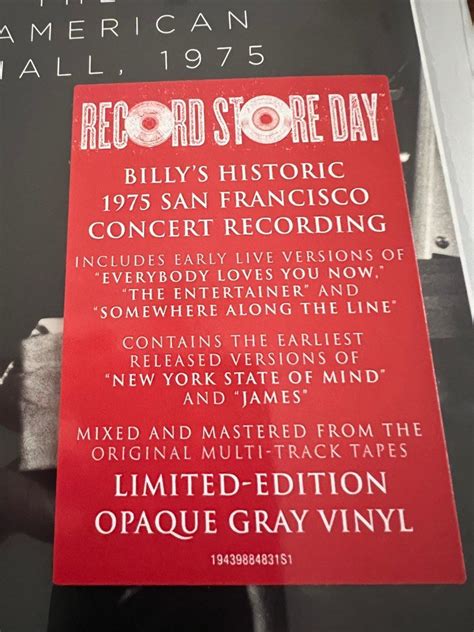 THE
AMERICAN
HALL, 1975
RECORD STORE DAY
BILLY'S HISTORIC
1975 SAN FRANCISCO
CONCERT RECORDING
INCLUDES EARLY LIVE VERSIONS OF
"EVERYBODY LOVES YOU NOW,"
"THE ENTERTAINER" AND
"SOMEWHERE ALONG THE LINE"
CONTAINS THE EARLIEST
RELEASED VERSIONS OF
"NEW YORK STATE OF MIND"
AND "JAMES"
MIXED AND MASTERED FROM THE
ORIGINAL MULTI-TRACK TAPES
LIMITED-EDITION
OPAQUE GRAY VINYL
19439884831S1